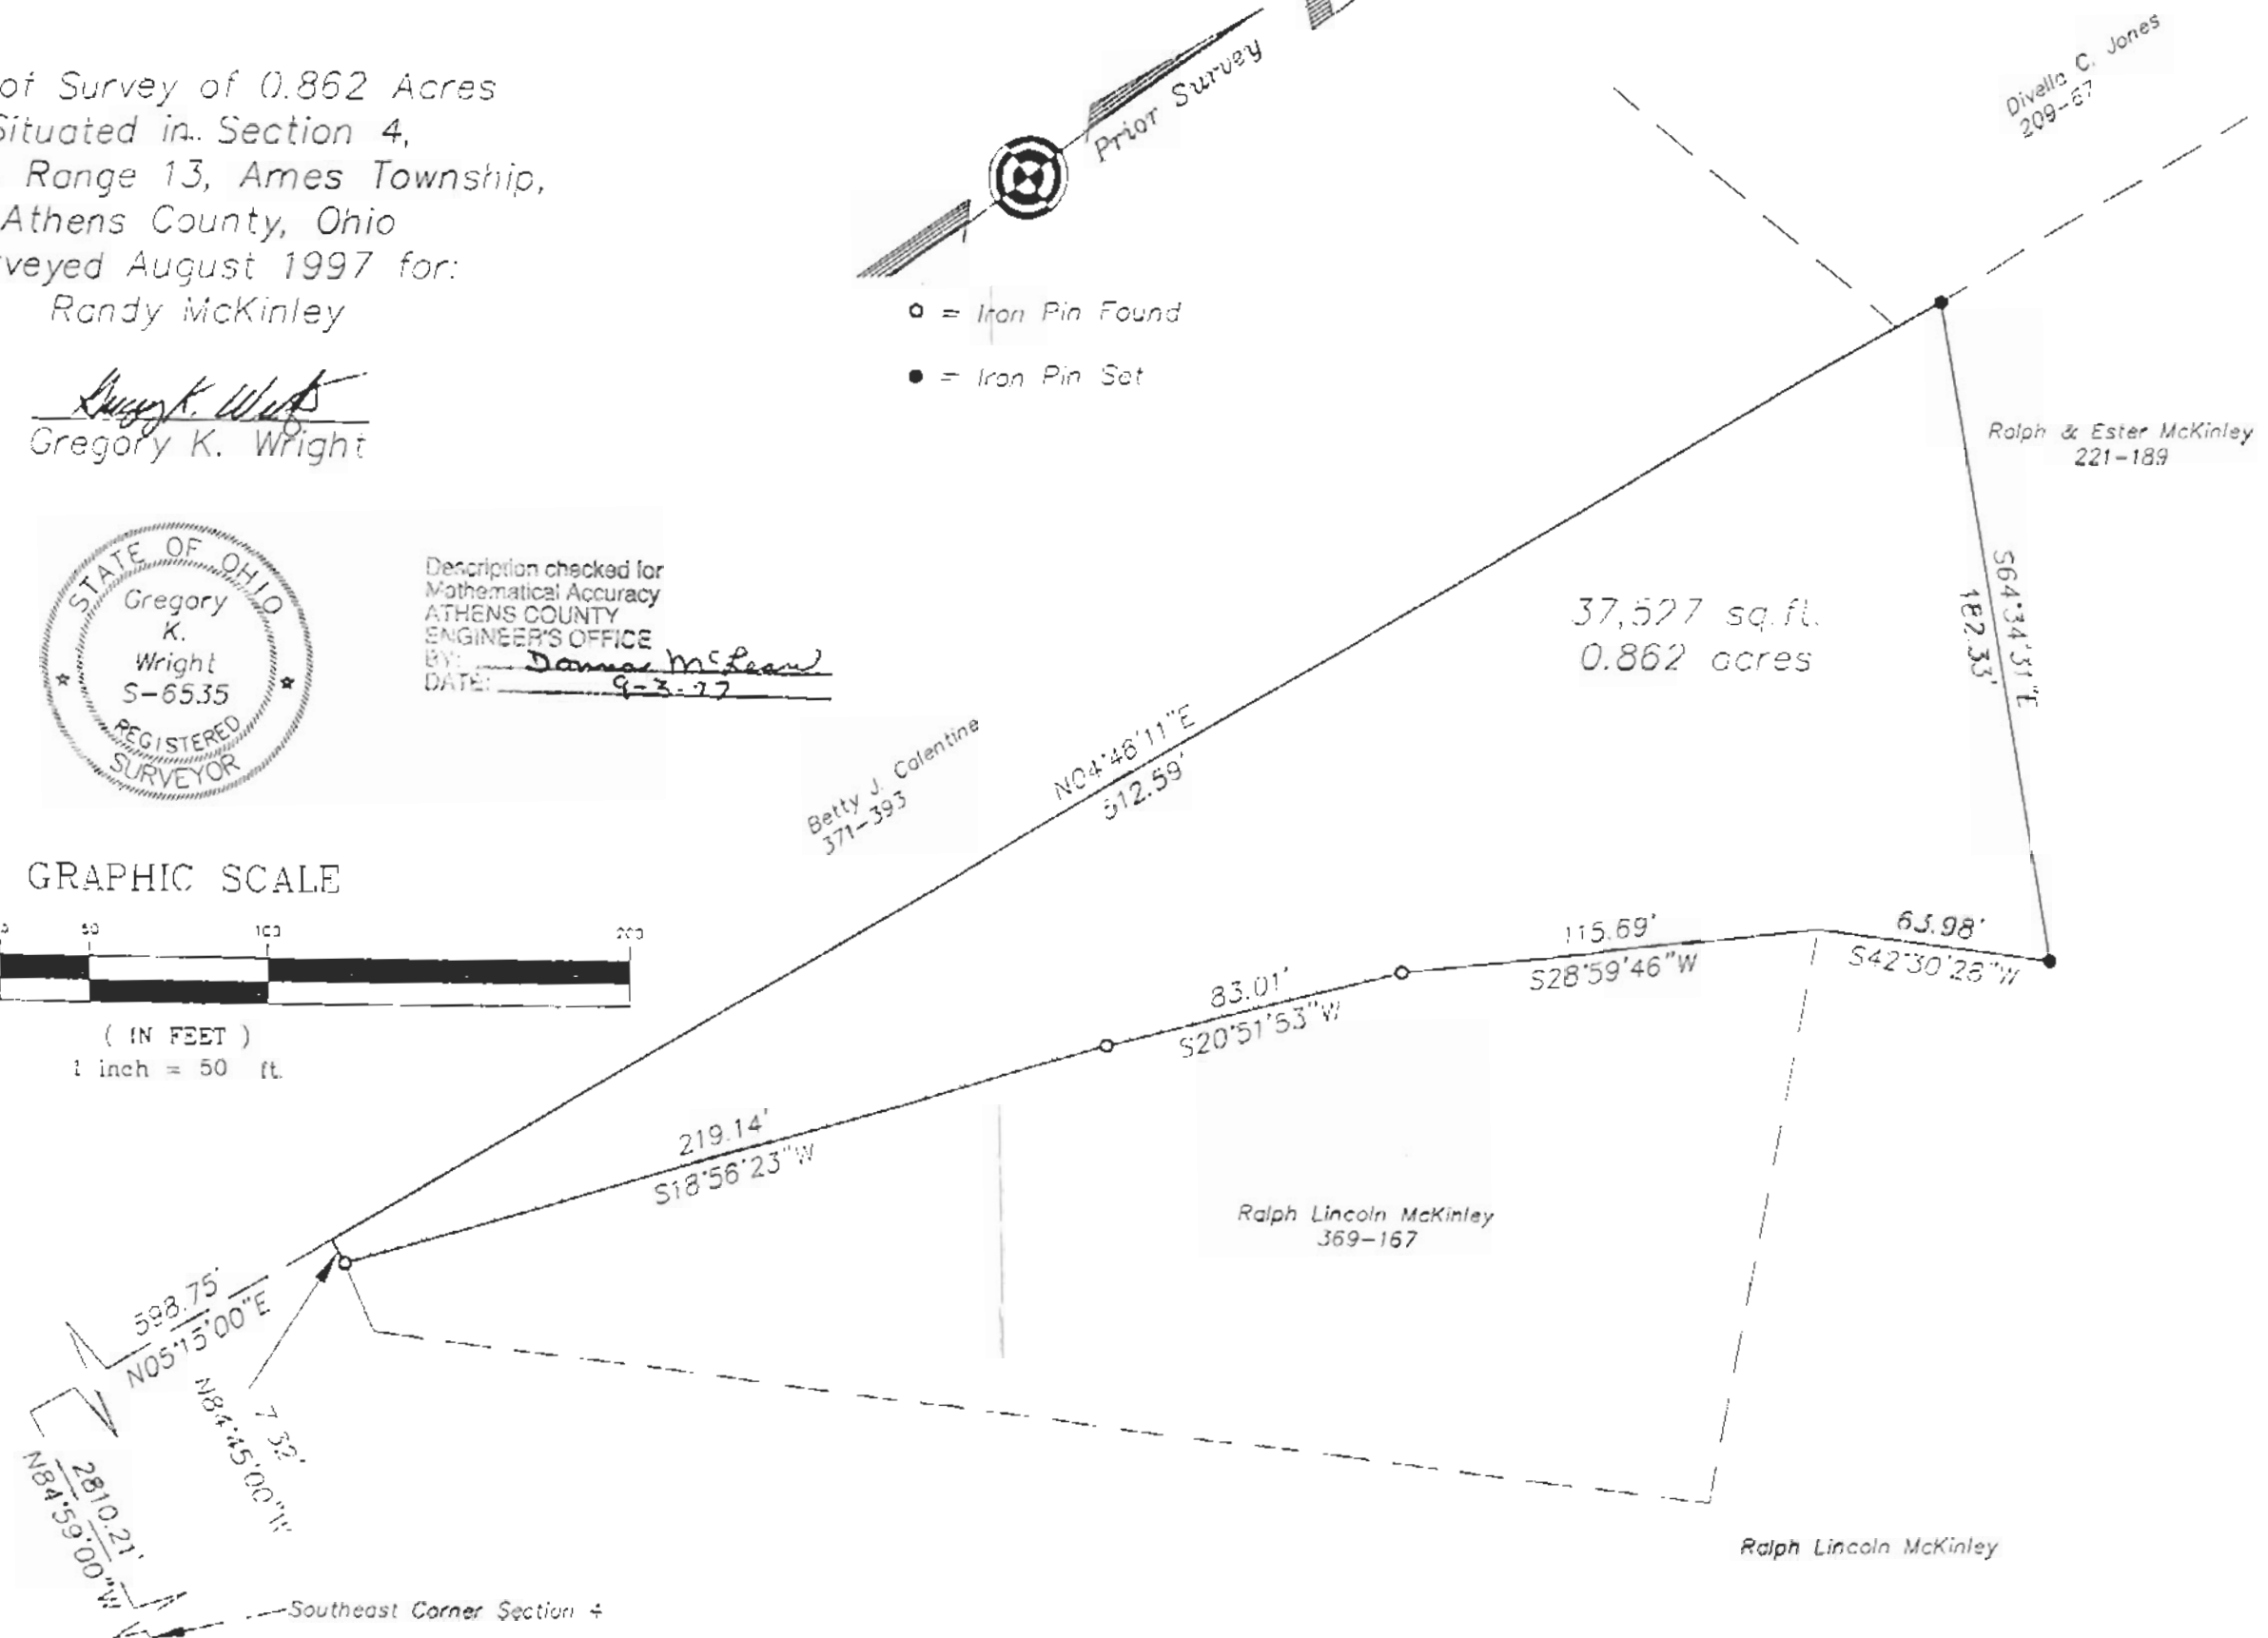 of Survey of 0.862 Acres
Situated in Section 4,
Range 13, Ames Township,
Athens County, Ohio
veyed August 1997 for:
Randy McKinley
Gregory K. Wright
STATE OF OHIO
Gregory
K.
Wright
S-6535
REGISTERED
SURVEYOR
Description checked for
Mathematical Accuracy
ATHENS COUNTY
ENGINEER'S OFFICE
BY: Donna McLean
DATE: 9-3-97
GRAPHIC SCALE
50 100 200
( IN FEET )
1 inch = 50 ft.
Prior Survey
o = Iron Pin Found
● = Iron Pin Set
Divella C. Jones
209-67
Ralph & Ester McKinley
221-189
S64°34'31"E
182.33'
37,527 sq.ft.
0.862 acres
N04°46'11"E
512.59'
Betty J. Calentine
371-393
63.98'
S42°30'28"W
115.69'
S28°59'46"W
83.01'
S20°51'53"W
219.14'
S18°56'23"W
Ralph Lincoln McKinley
369-167
598.75'
N05°15'00"E
7.32'
N84°45'00"W
2810.21'
N84°59'00"W
Southeast Corner Section 4
Ralph Lincoln McKinley